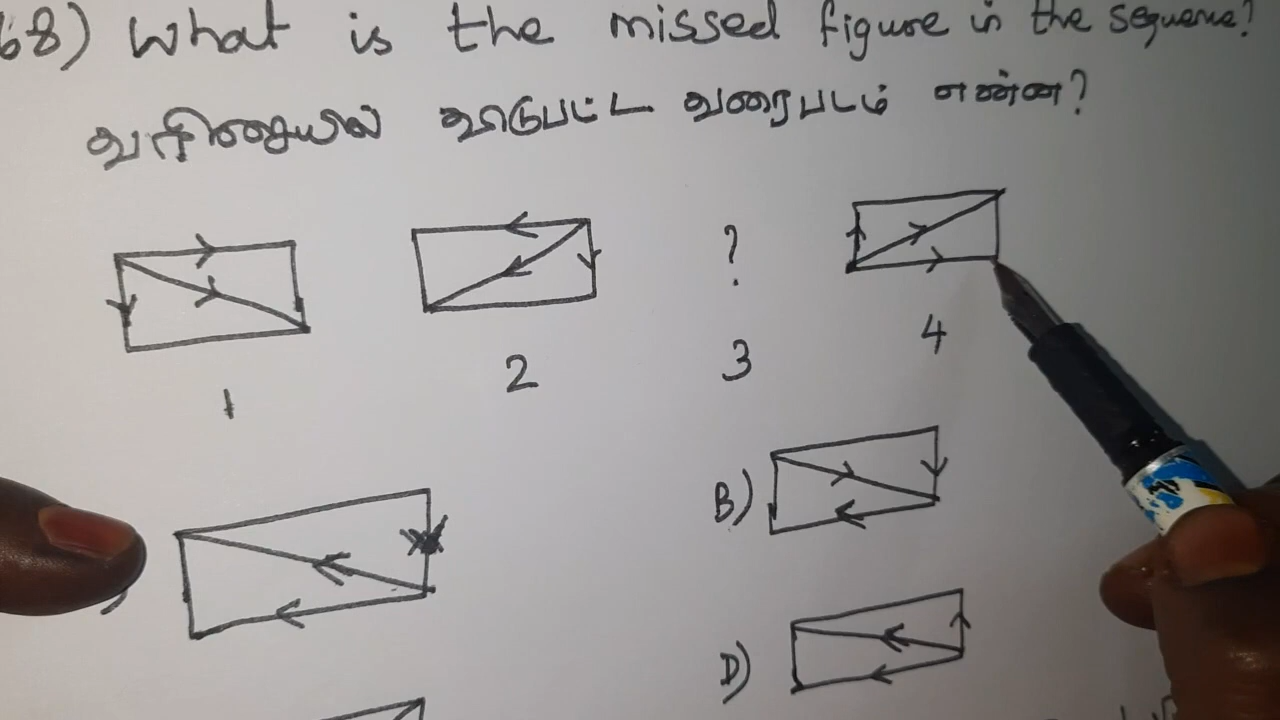 68) What is the missed figure in the sequence?
வரிசையில் விடுபட்ட வரைபடம் என்ன?
?
1 2 3 4
B)
D)